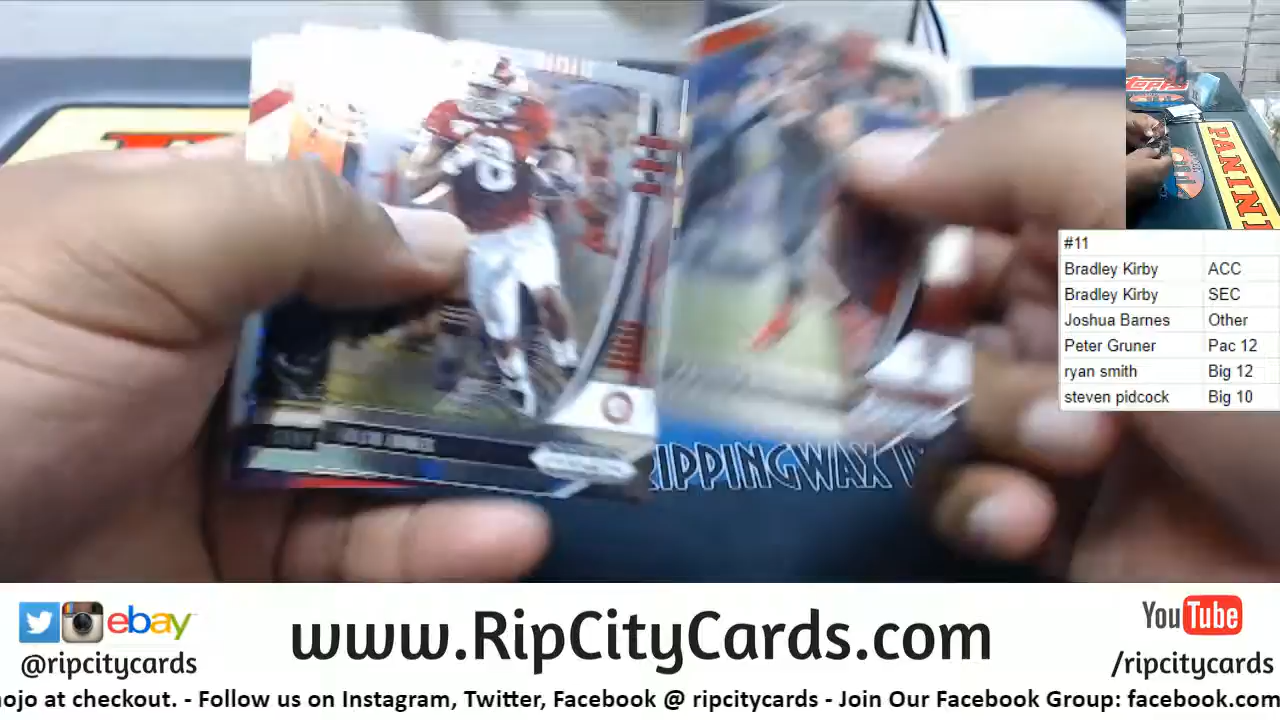 TOPPS
PANINI
#11
Bradley Kirby ACC
Bradley Kirby SEC
Joshua Barnes Other
Peter Gruner Pac 12
ryan smith Big 12
steven pidcock Big 10
8
RIPPINGWAX
ebay
www.RipCityCards.com
YouTube
@ripcitycards
/ripcitycards
at checkout. - Follow us on Instagram, Twitter, Facebook @ ripcitycards - Join Our Facebook Group: facebook.com